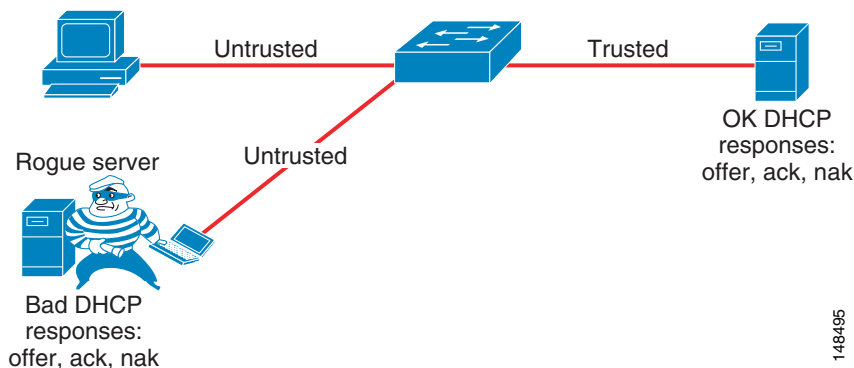 Untrusted
Trusted
OK DHCP
responses:
offer, ack, nak
Rogue server
Untrusted
Bad DHCP
responses:
offer, ack, nak
148495